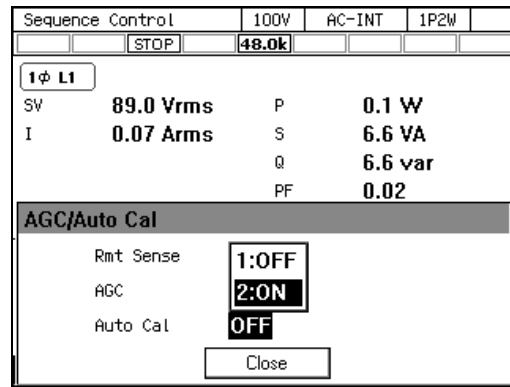 Sequence Control 100V AC-INT 1P2W
STOP 48.0k
1ϕ L1
SV 89.0 Vrms P 0.1 W
I 0.07 Arms S 6.6 VA
Q 6.6 var
PF 0.02
AGC/Auto Cal
Rmt Sense 1:OFF
AGC 2:ON
Auto Cal OFF
Close